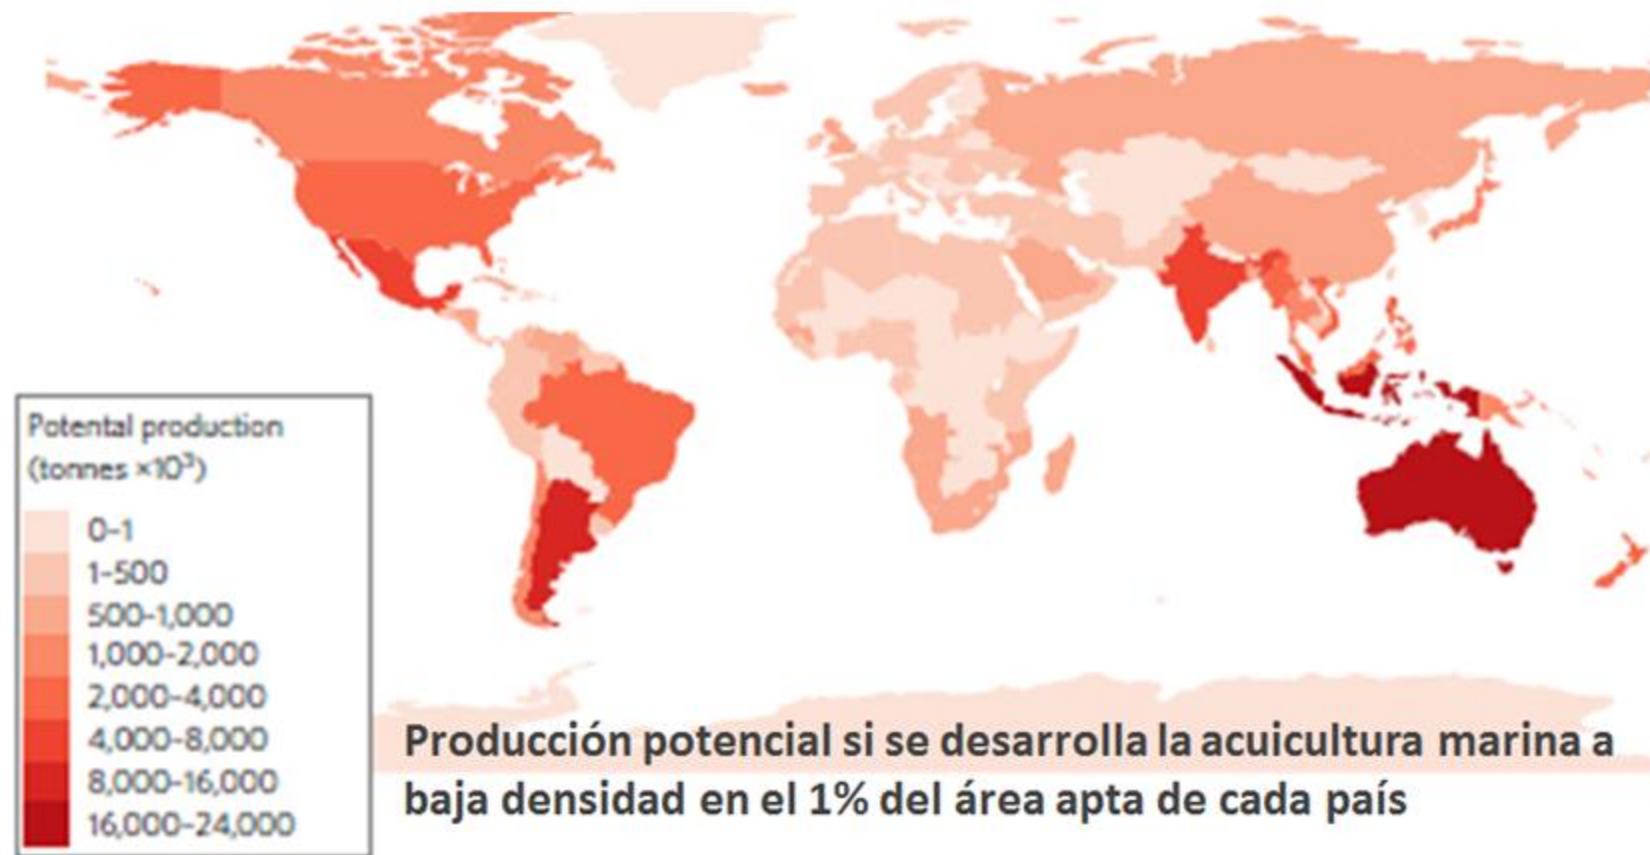 Potental production
(tonnes ×10³)
0–1
1–500
500–1,000
1,000–2,000
2,000–4,000
4,000–8,000
8,000–16,000
16,000–24,000
Producción potencial si se desarrolla la acuicultura marina a
baja densidad en el 1% del área apta de cada país